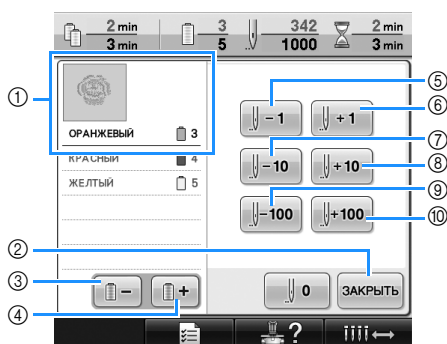 2 min
3 min
3
5
342
1000
2 min
3 min
①
ОРАНЖЕВЫЙ 3
КРАСНЫЙ 4
ЖЕЛТЫЙ 5
-1 +1
-10 +10
-100 +100
⑤
⑥
⑦
⑧
⑨
⑩
②
③
④
- +
0 ЗАКРЫТЬ
?